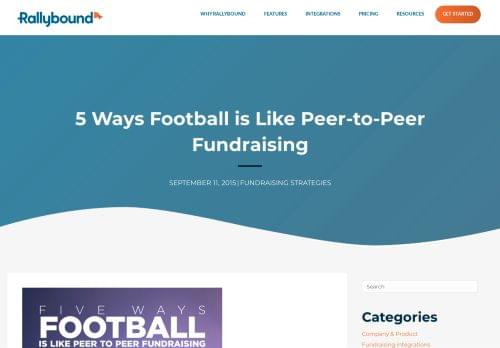 Rallybound
WHY RALLYBOUND
FEATURES
INTEGRATIONS
PRICING
RESOURCES
GET STARTED
5 Ways Football is Like Peer-to-Peer
Fundraising
SEPTEMBER 11, 2015 | FUNDRAISING STRATEGIES
FIVE WAYS
FOOTBALL
IS LIKE PEER TO PEER FUNDRAISING
Search
Categories
Company & Product
Fundraising Integrations